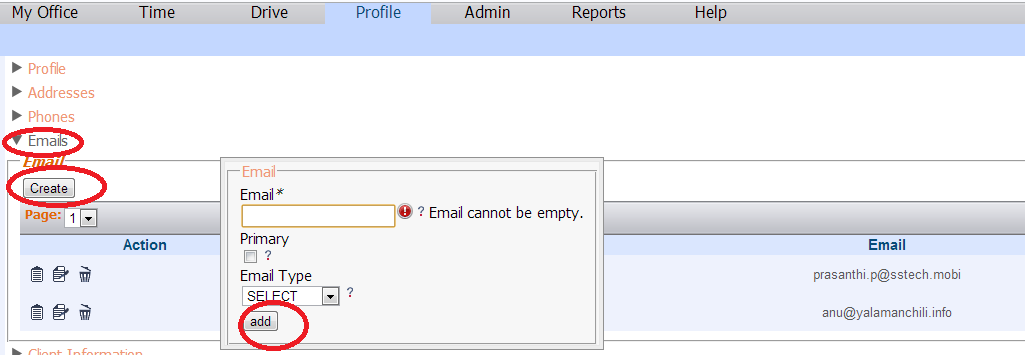 My Office Time Drive Profile Admin Reports Help
Profile
Addresses
Phones
Emails
Email
Create
Page: 1
Action Email
prasanthi.p@sstech.mobi
anu@yalamanchili.info
Email
Email*
? Email cannot be empty.
Primary
?
Email Type
SELECT ?
add
Client Information